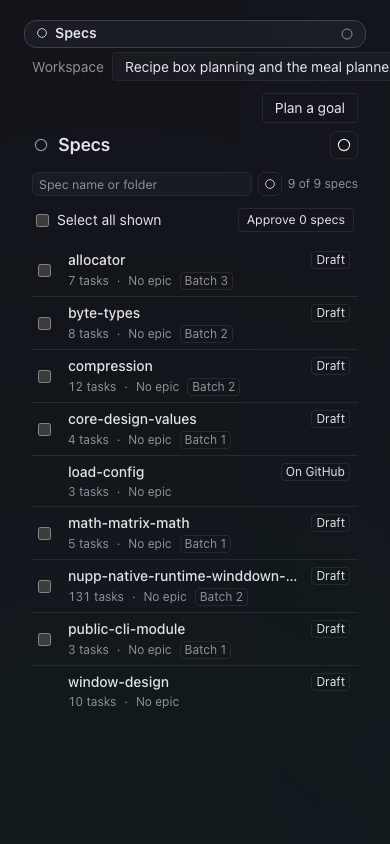 Specs
Workspace Recipe box planning and the meal planne
Plan a goal
Specs
Spec name or folder 9 of 9 specs
Select all shown Approve 0 specs
allocator Draft
7 tasks · No epic Batch 3
byte-types Draft
8 tasks · No epic Batch 2
compression Draft
12 tasks · No epic Batch 2
core-design-values Draft
4 tasks · No epic Batch 1
load-config On GitHub
3 tasks · No epic
math-matrix-math Draft
5 tasks · No epic Batch 1
nupp-native-runtime-winddown-... Draft
131 tasks · No epic Batch 2
public-cli-module Draft
3 tasks · No epic Batch 1
window-design Draft
10 tasks · No epic